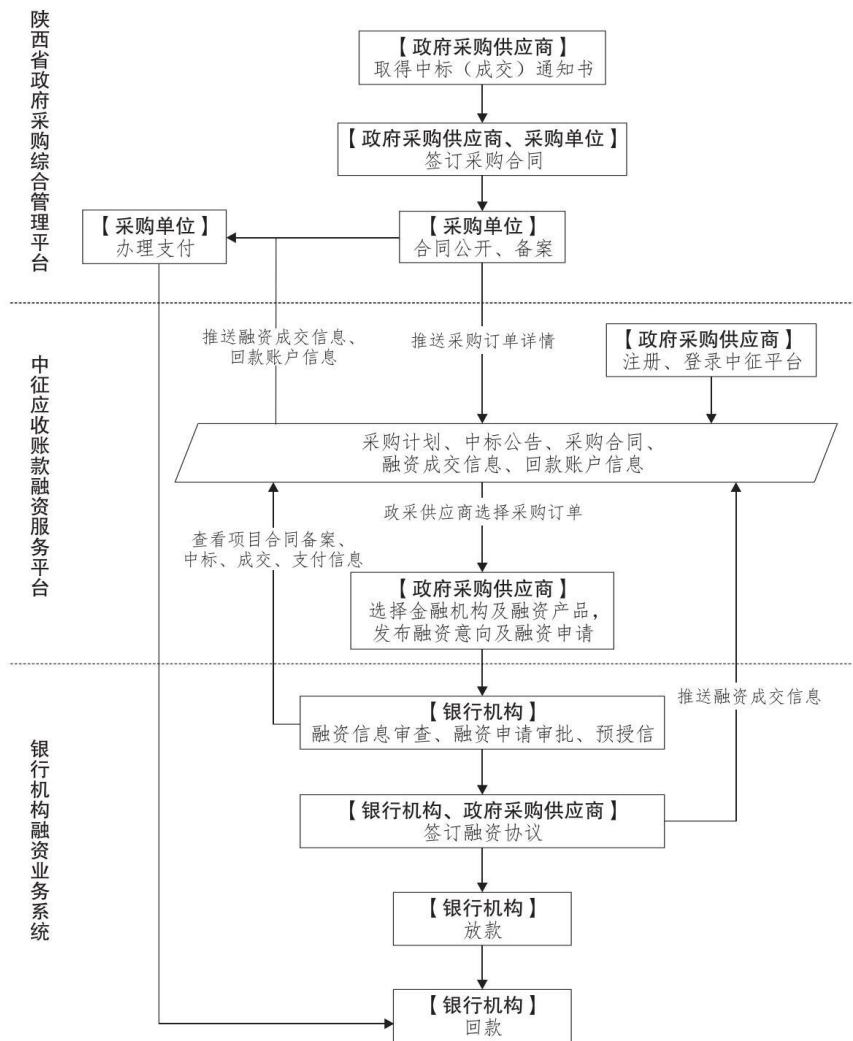 陕西省政府采购综合管理平台
【政府采购供应商】
取得中标（成交）通知书
【政府采购供应商、采购单位】
签订采购合同
【采购单位】
办理支付
【采购单位】
合同公开、备案
中征应收账款融资服务平台
推送融资成交信息、
回款账户信息
推送采购订单详情
【政府采购供应商】
注册、登录中征平台
采购计划、中标公告、采购合同、
融资成交信息、回款账户信息
政采供应商选择采购订单
查看项目合同备案、
中标、成交、支付信息
【政府采购供应商】
选择金融机构及融资产品，
发布融资意向及融资申请
银行机构融资业务系统
推送融资成交信息
【银行机构】
融资信息审查、融资申请审批、预授信
【银行机构、政府采购供应商】
签订融资协议
【银行机构】
放款
【银行机构】
回款